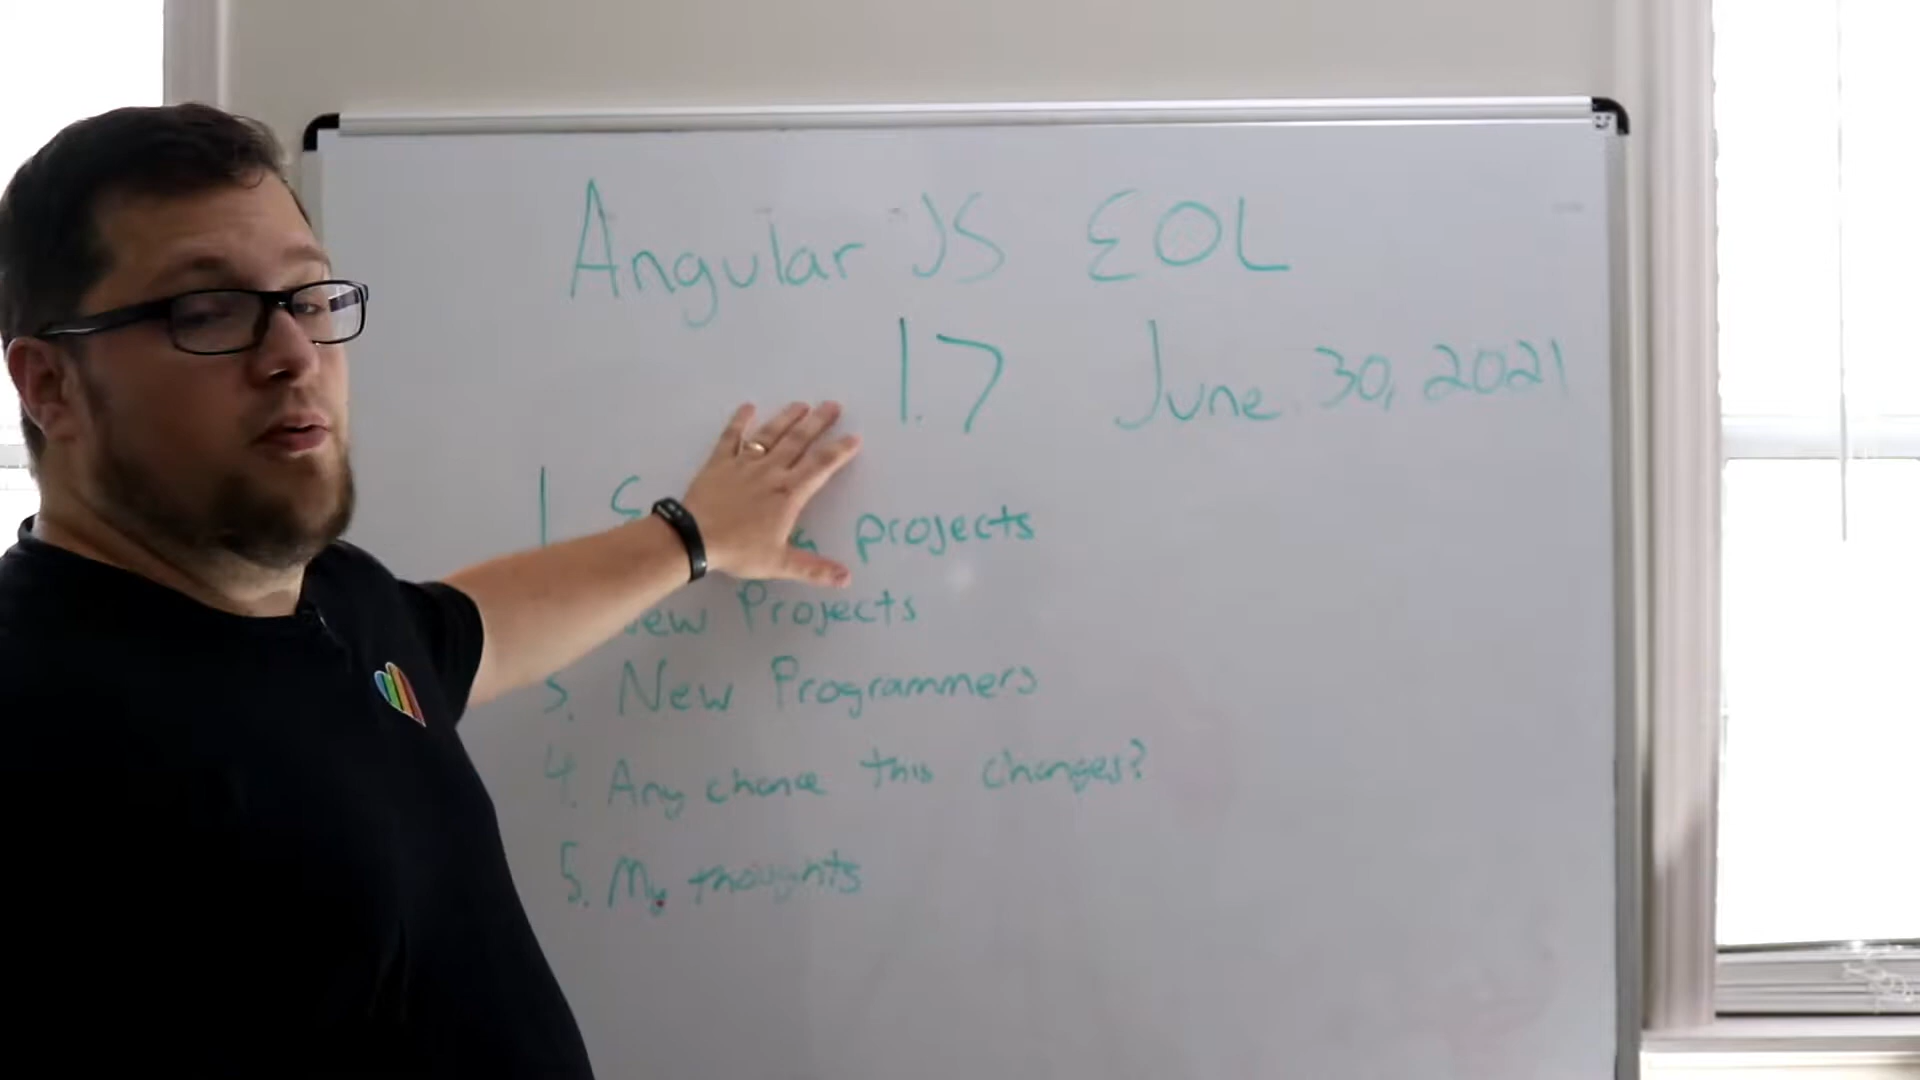 Angular JS EOL
1.7 June 30, 2021
1. projects
New Projects
3. New Programmers
4. Any chance this changes?
5. My thoughts